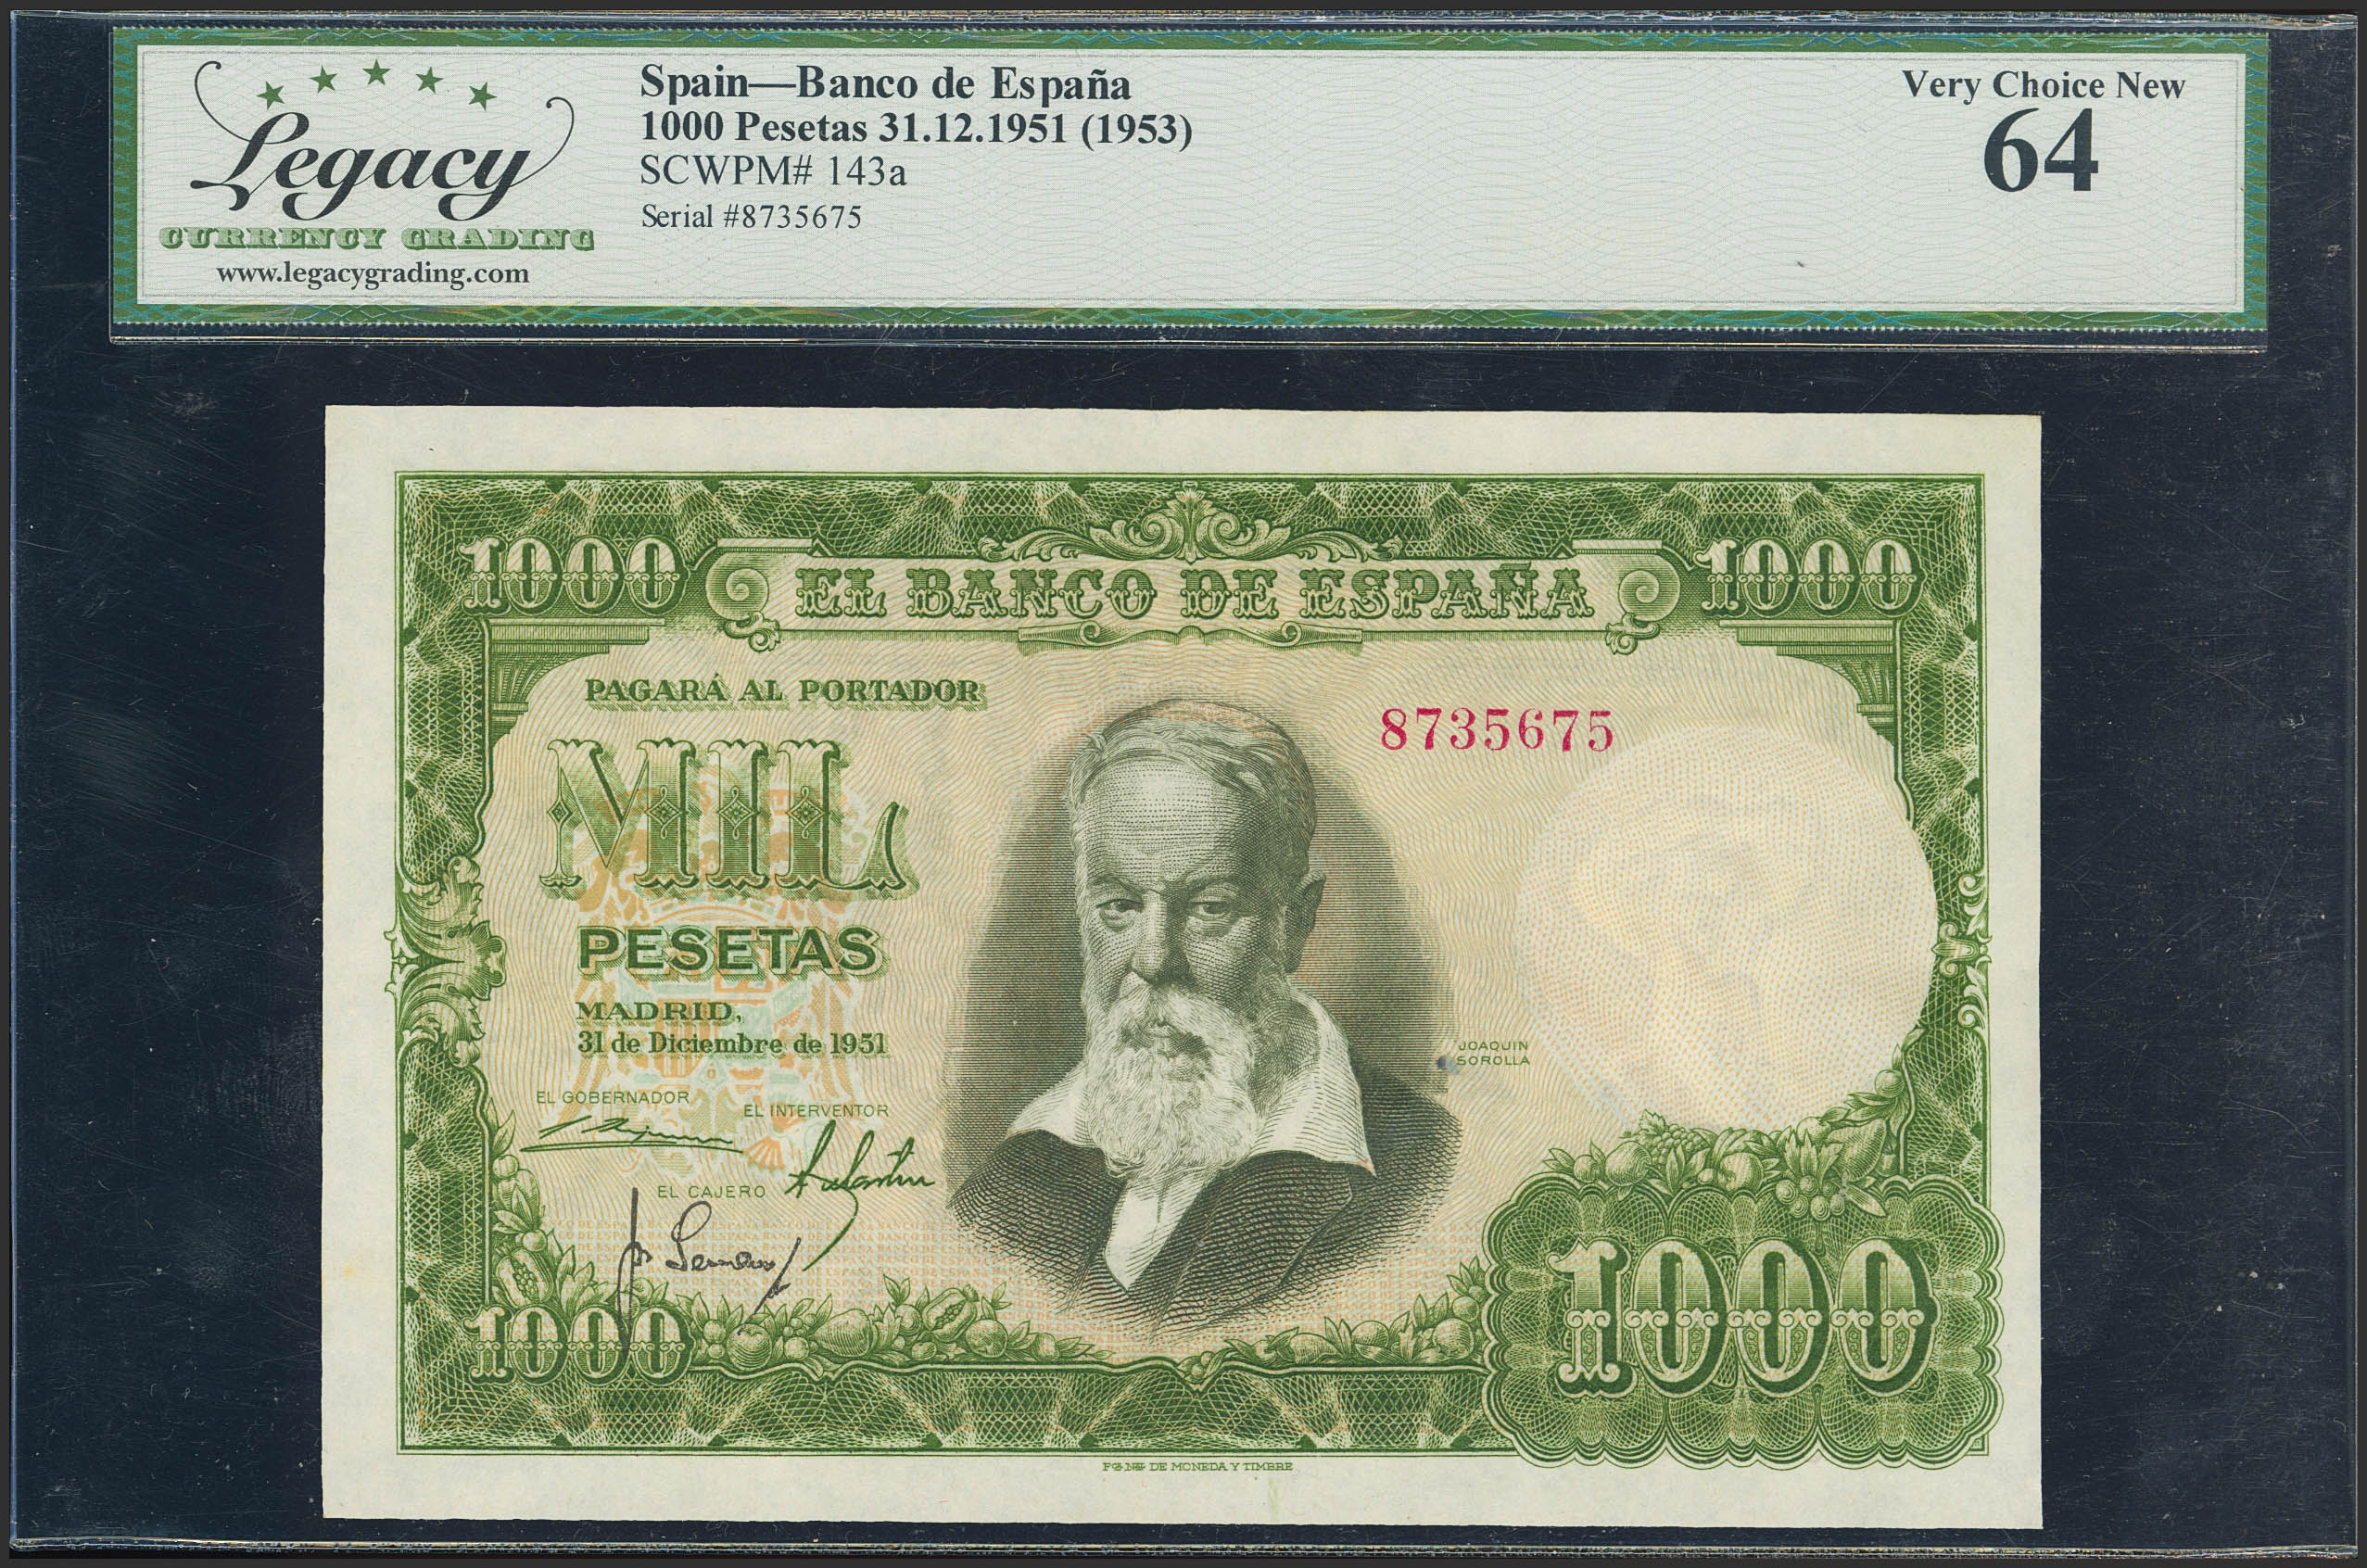 Legacy
CURRENCY GRADING
www.legacygrading.com
Spain—Banco de España
1000 Pesetas 31.12.1951 (1953)
SCWPM# 143a
Serial #8735675
Very Choice New
64
1000
EL BANCO DE ESPAÑA
1000
PAGARÁ AL PORTADOR
8735675
MIL
PESETAS
MADRID,
31 de Diciembre de 1951
JOAQUIN
SOROLLA
EL GOBERNADOR
EL INTERVENTOR
EL CAJERO
1000
1000
DE MONEDA Y TIMBRE